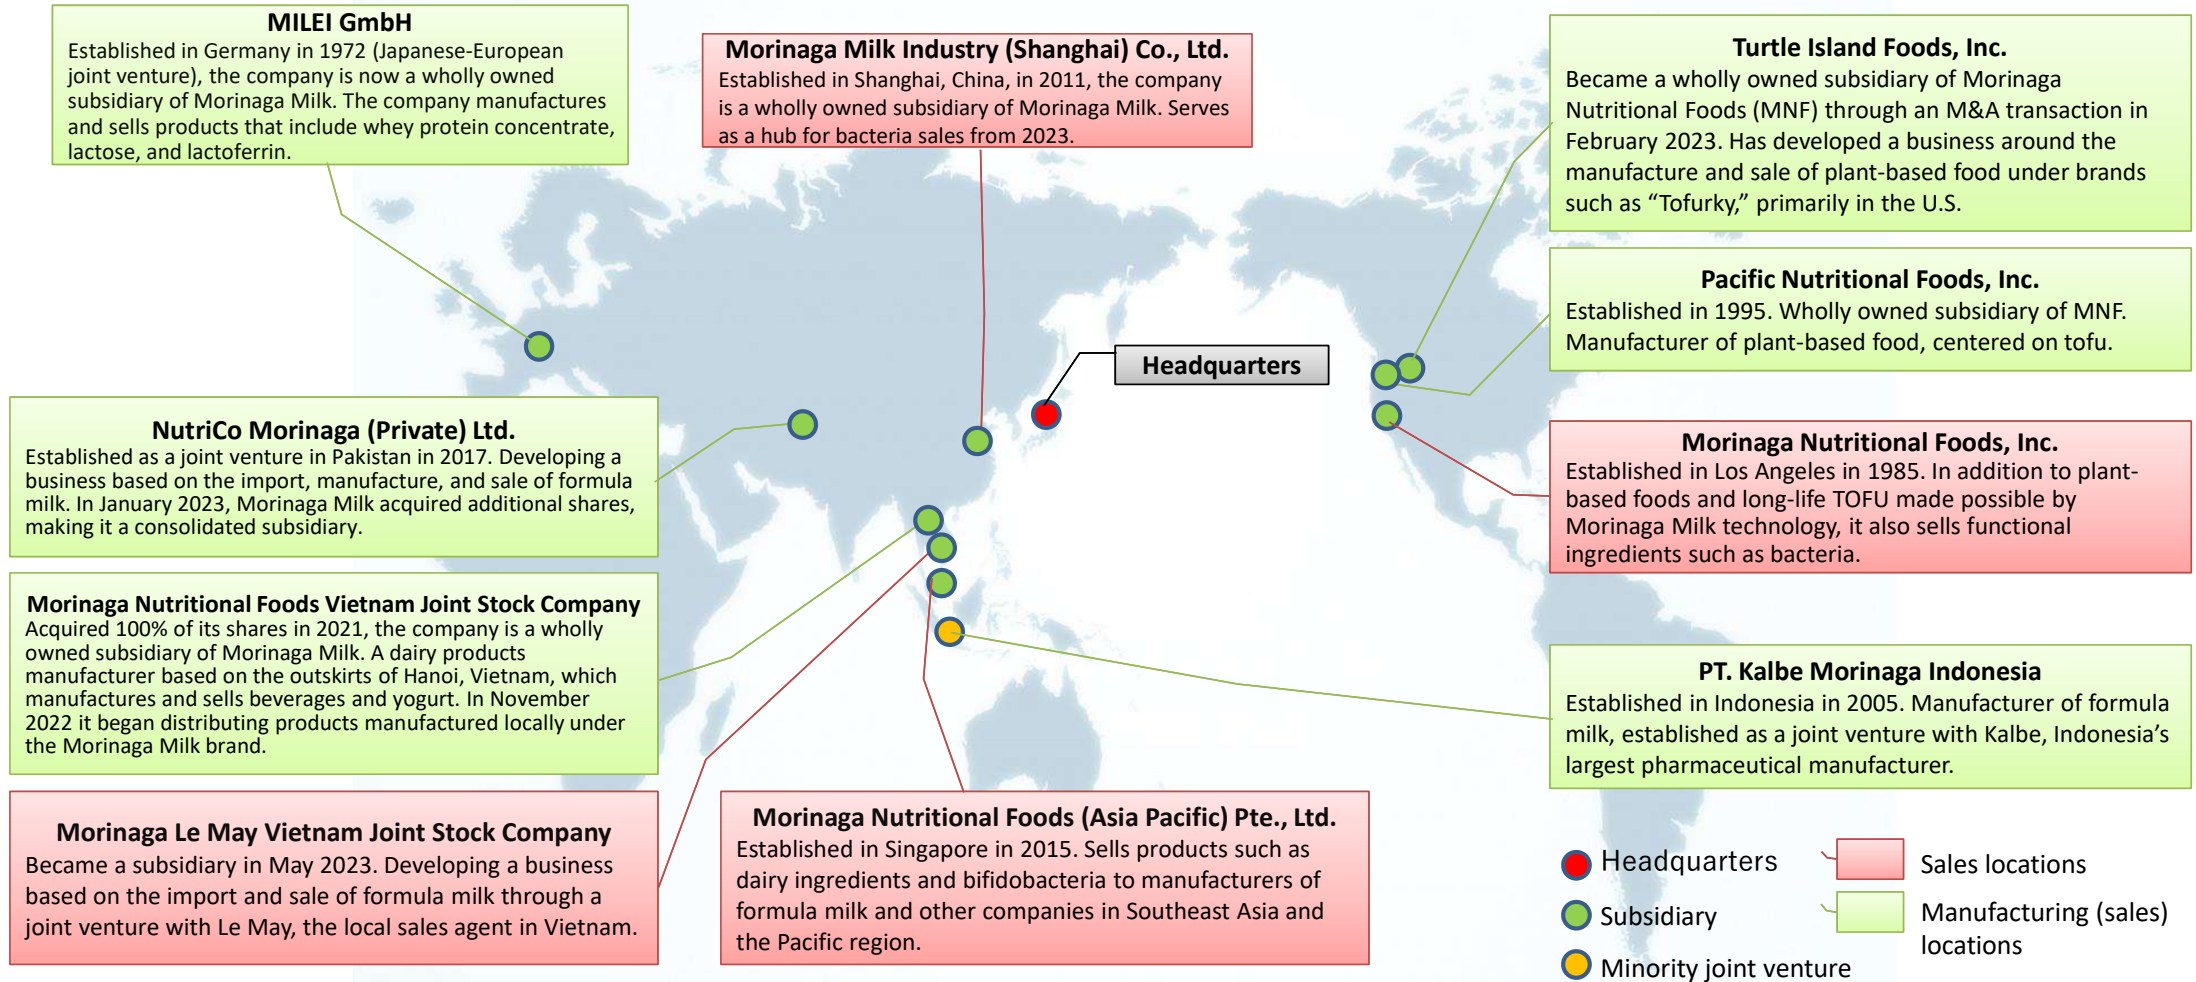 MILEI GmbH
Established in Germany in 1972 (Japanese-European
joint venture), the company is now a wholly owned
subsidiary of Morinaga Milk. The company manufactures
and sells products that include whey protein concentrate,
lactose, and lactoferrin.
Morinaga Milk Industry (Shanghai) Co., Ltd.
Established in Shanghai, China, in 2011, the company
is a wholly owned subsidiary of Morinaga Milk. Serves
as a hub for bacteria sales from 2023.
Turtle Island Foods, Inc.
Became a wholly owned subsidiary of Morinaga
Nutritional Foods (MNF) through an M&A transaction in
February 2023. Has developed a business around the
manufacture and sale of plant-based food under brands
such as “Tofurky,” primarily in the U.S.
Pacific Nutritional Foods, Inc.
Established in 1995. Wholly owned subsidiary of MNF.
Manufacturer of plant-based food, centered on tofu.
Headquarters
NutriCo Morinaga (Private) Ltd.
Established as a joint venture in Pakistan in 2017. Developing a
business based on the import, manufacture, and sale of formula
milk. In January 2023, Morinaga Milk acquired additional shares,
making it a consolidated subsidiary.
Morinaga Nutritional Foods, Inc.
Established in Los Angeles in 1985. In addition to plant-
based foods and long-life TOFU made possible by
Morinaga Milk technology, it also sells functional
ingredients such as bacteria.
Morinaga Nutritional Foods Vietnam Joint Stock Company
Acquired 100% of its shares in 2021, the company is a wholly
owned subsidiary of Morinaga Milk. A dairy products
manufacturer based on the outskirts of Hanoi, Vietnam, which
manufactures and sells beverages and yogurt. In November
2022 it began distributing products manufactured locally under
the Morinaga Milk brand.
PT. Kalbe Morinaga Indonesia
Established in Indonesia in 2005. Manufacturer of formula
milk, established as a joint venture with Kalbe, Indonesia’s
largest pharmaceutical manufacturer.
Morinaga Le May Vietnam Joint Stock Company
Became a subsidiary in May 2023. Developing a business
based on the import and sale of formula milk through a
joint venture with Le May, the local sales agent in Vietnam.
Morinaga Nutritional Foods (Asia Pacific) Pte., Ltd.
Established in Singapore in 2015. Sells products such as
dairy ingredients and bifidobacteria to manufacturers of
formula milk and other companies in Southeast Asia and
the Pacific region.
Headquarters
Subsidiary
Minority joint venture
Sales locations
Manufacturing (sales)
locations